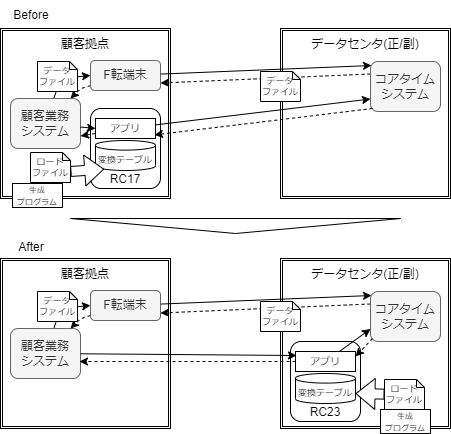 Before
顧客拠点
データセンタ(正/副)
データ
ファイル
F転端末
データ
ファイル
コアタイム
システム
顧客業務
システム
アプリ
変換テーブル
ロード
ファイル
RC17
生成
プログラム
After
顧客拠点
データセンタ(正/副)
データ
ファイル
F転端末
データ
ファイル
コアタイム
システム
顧客業務
システム
アプリ
変換テーブル
ロード
ファイル
RC23
生成
プログラム